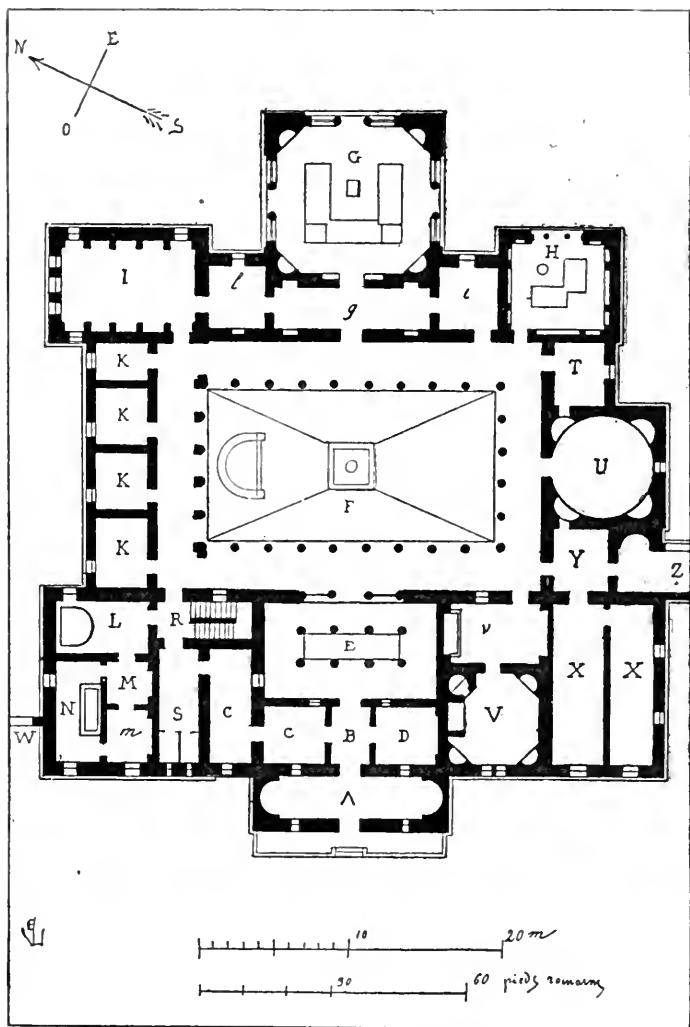 N E
O S
G
H
I l g i
K T
K
K U
F
K Y Z
L R v
E
M X X
N C V
W m S C B D
A
10 20 m
30 60 pieds romains